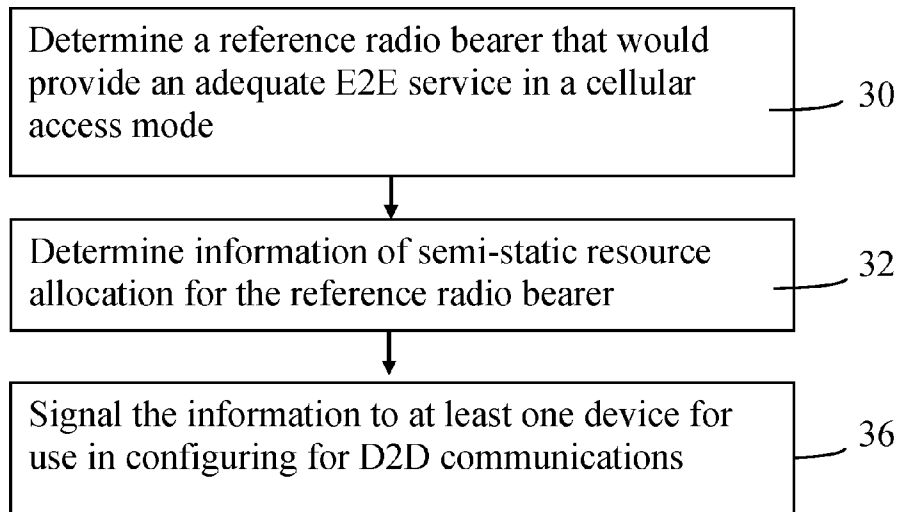 Determine a reference radio bearer that would
provide an adequate E2E service in a cellular
access mode
30
Determine information of semi-static resource
allocation for the reference radio bearer
32
Signal the information to at least one device for
use in configuring for D2D communications
36